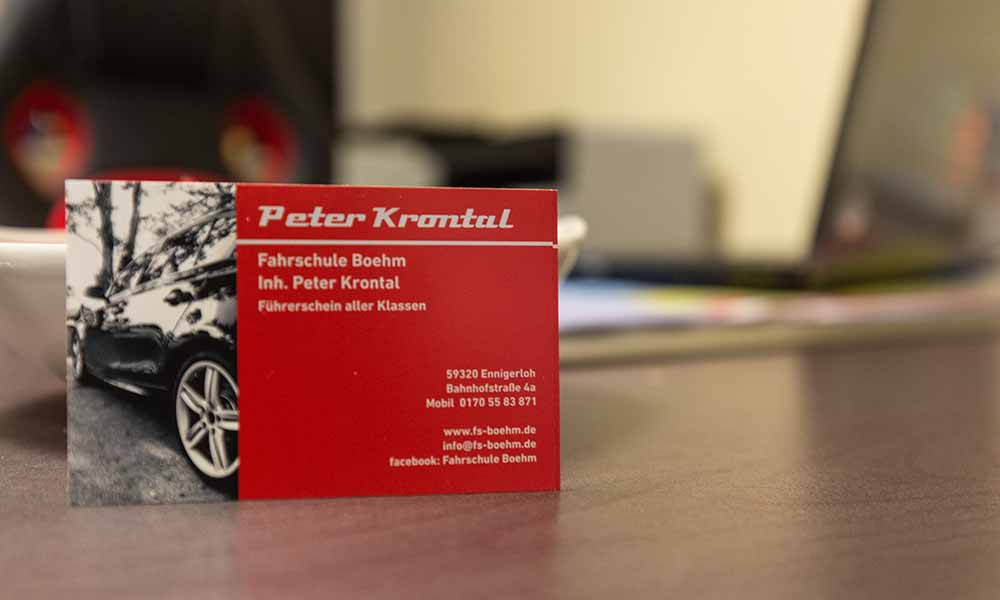 Peter Krontal
Fahrschule Boehm
Inh. Peter Krontal
Führerschein aller Klassen
59320 Ennigerloh
Bahnhofstraße 4a
Mobil 0170 55 83 871
www.fs-boehm.de
info@fs-boehm.de
facebook: Fahrschule Boehm